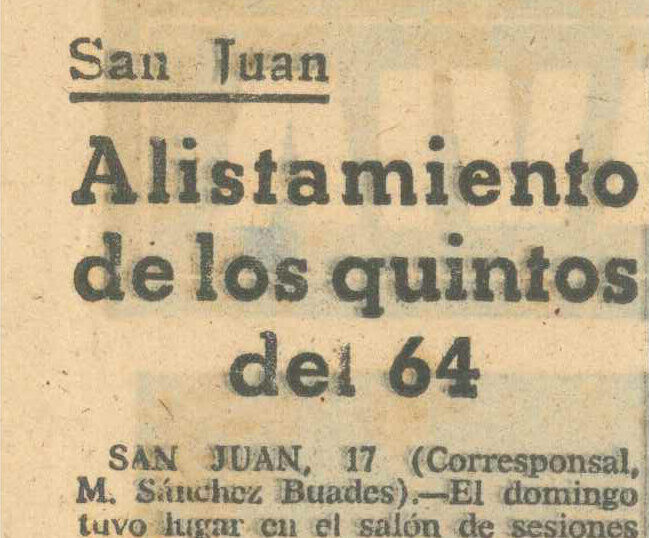 San Juan
Alistamiento
de los quintos
del 64
SAN JUAN, 17 (Corresponsal,
M. Sánchez Buades).—El domingo
tuvo lugar en el salón de sesiones